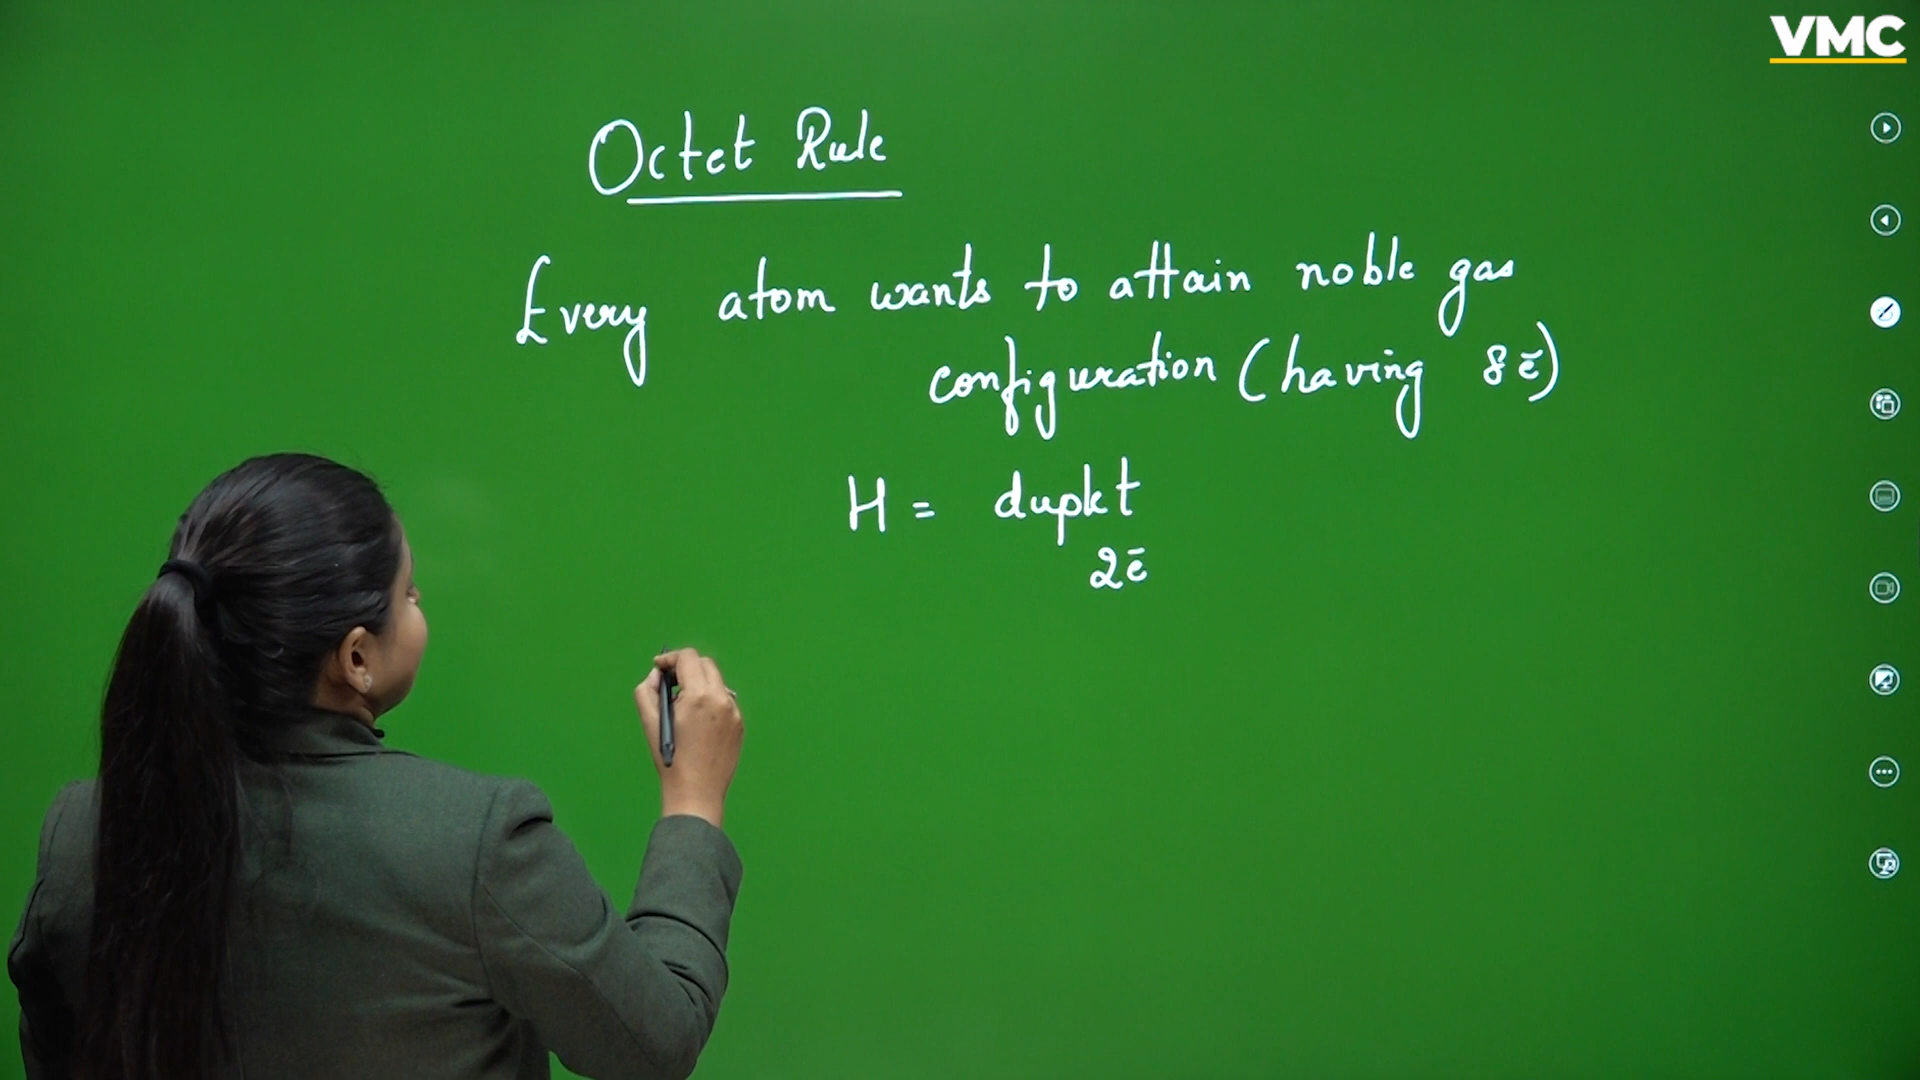 VMC
Octet Rule
Every atom wants to attain noble gas
configuration (having 8ē)
H = duplet
2ē